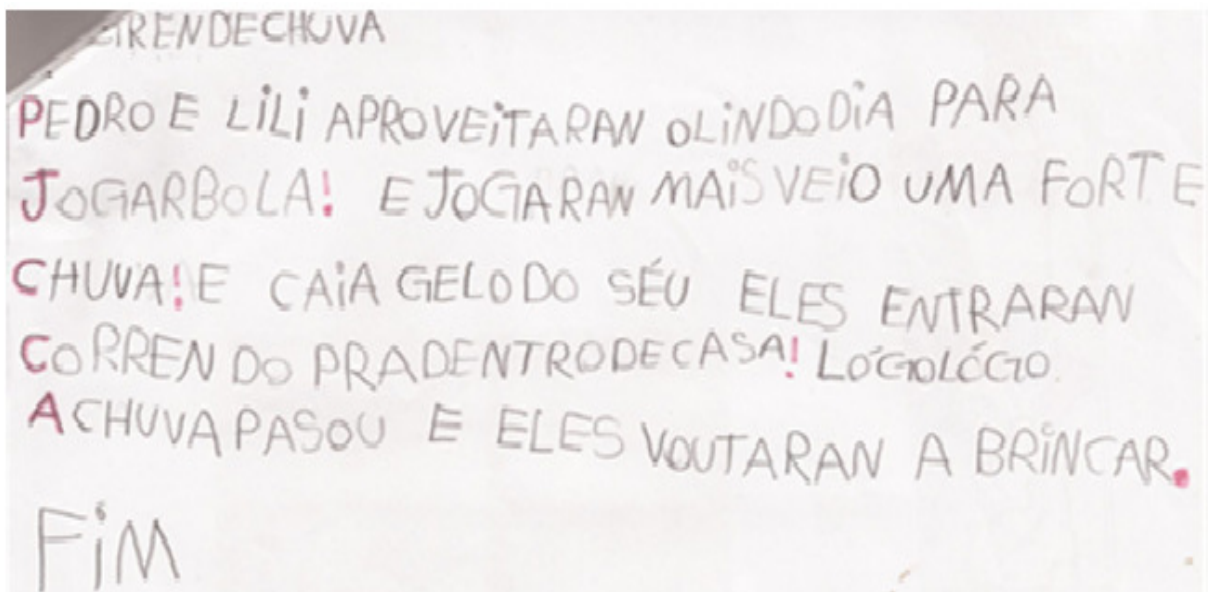 PEDRO E LILI APROVEITARAN OLINDODIA PARA
JOGARBOLA! E JOGARAN MAIS VEIO UMA FORTE
CHUVA! E CAIA GELODO SÉU ELES ENTRARAN
CORRENDO PRADENTRODECASA! LÓGOLÓGO
ACHUVAPASOU E ELES VOUTARAN A BRINCAR.
FIM